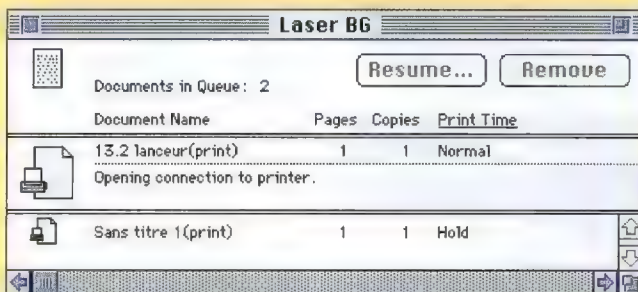 Laser BG
Resume... Remove
Documents in Queue: 2
Document Name Pages Copies Print Time
13.2 lanceur(print) 1 1 Normal
Opening connection to printer.
Sans titre 1(print) 1 1 Hold